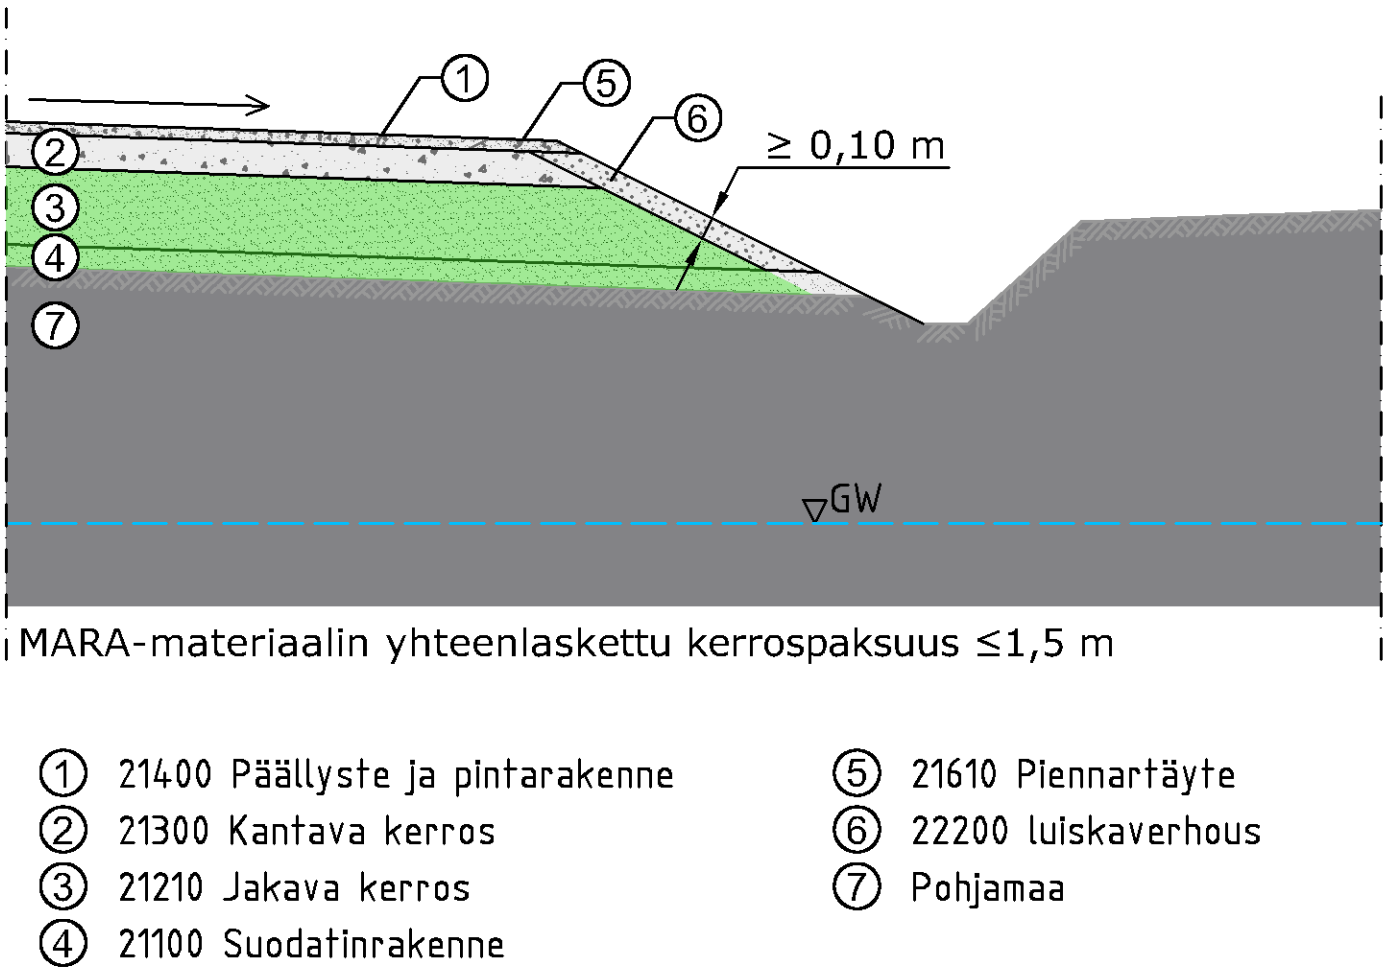 1
5
6
≥ 0,10 m
2
3
4
7
GW
MARA-materiaalin yhteenlaskettu kerrospaksuus ≤1,5 m
1 21400 Päällyste ja pintarakenne
2 21300 Kantava kerros
3 21210 Jakava kerros
4 21100 Suodatinrakenne
5 21610 Piennartäyte
6 22200 luiskaverhous
7 Pohjamaa